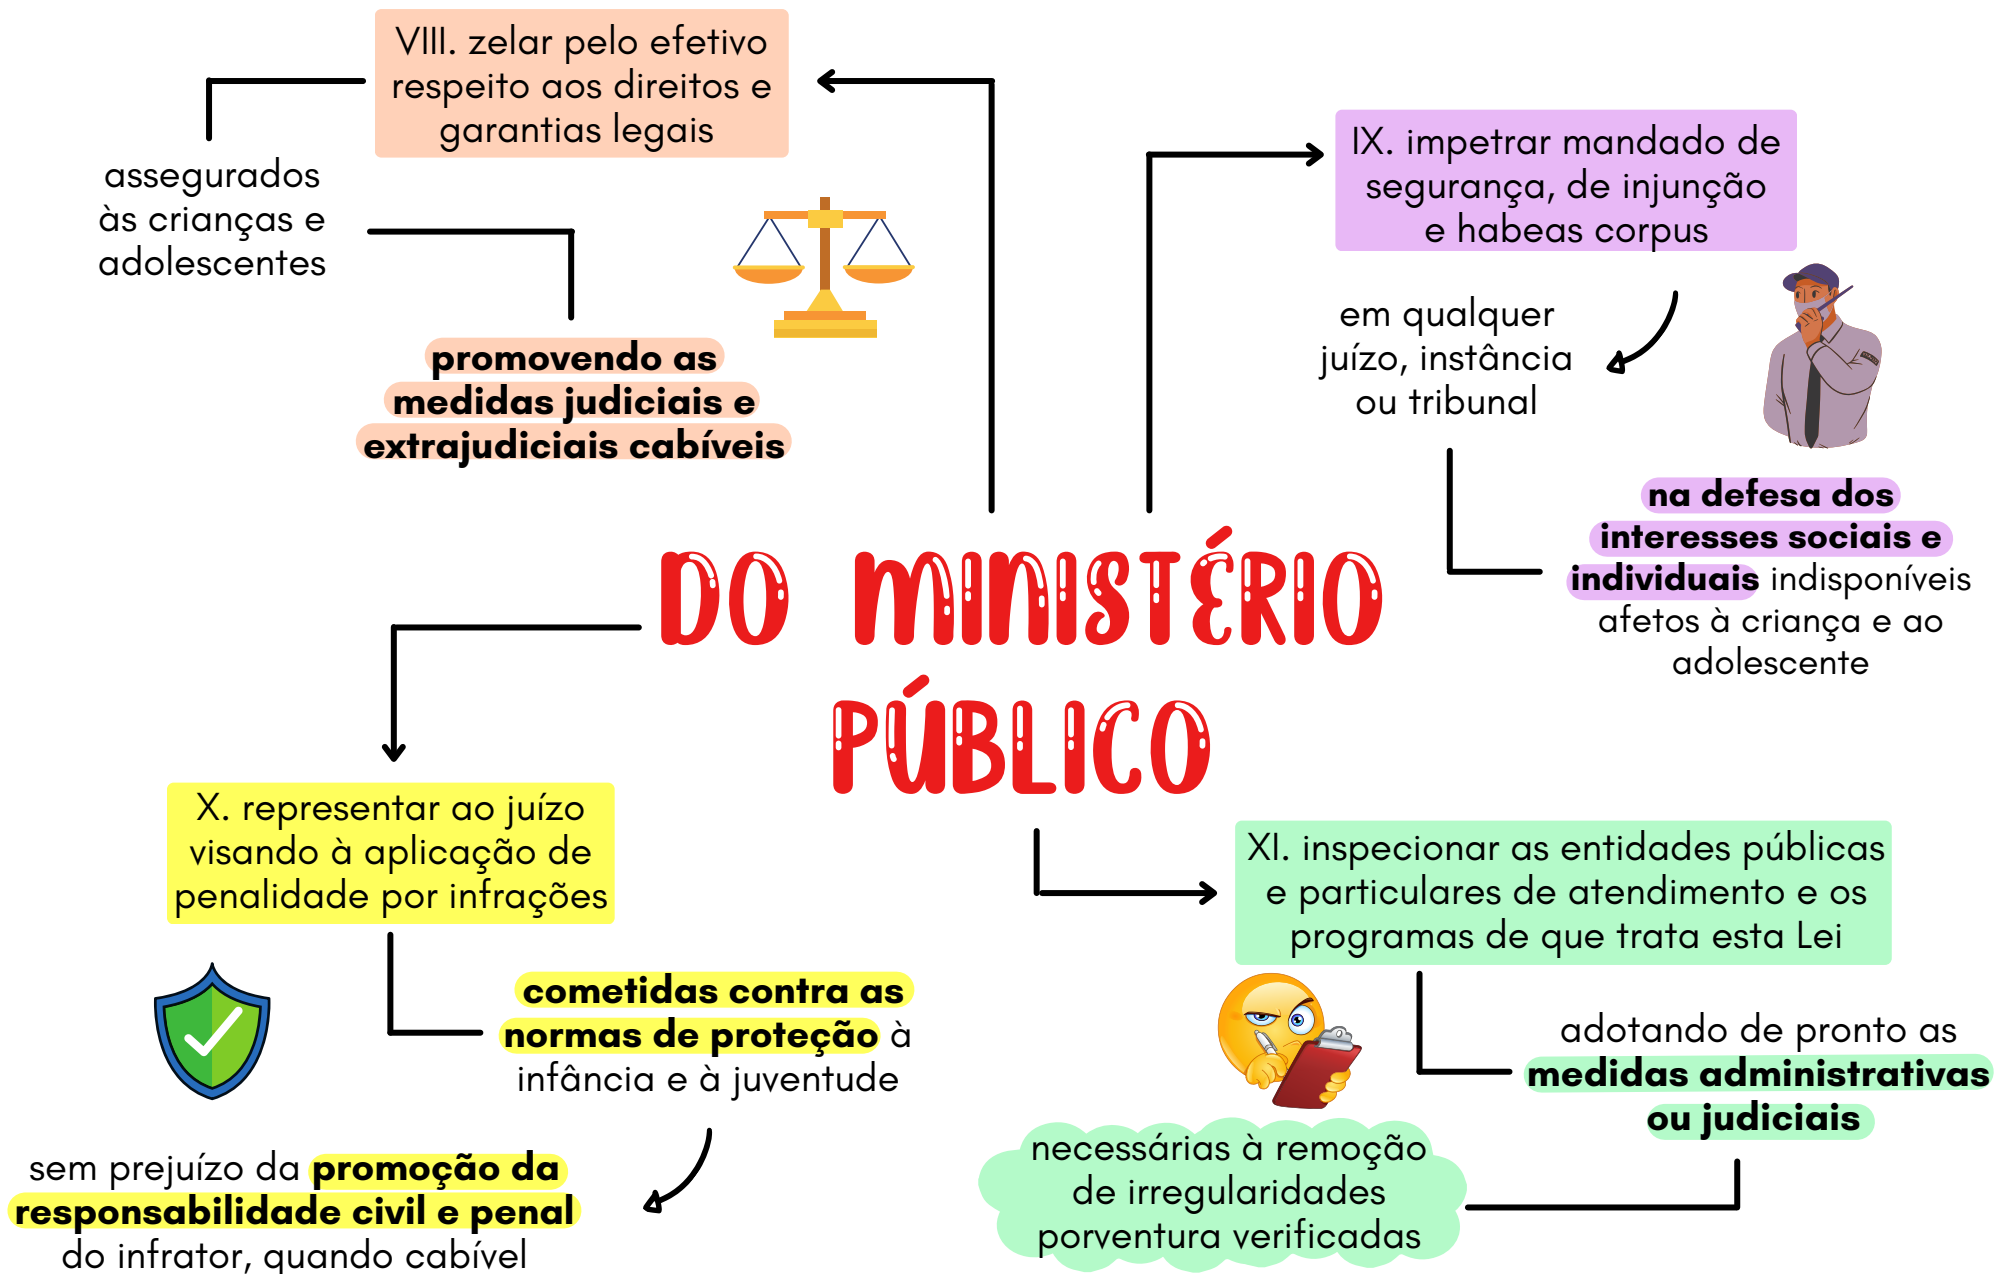 VIII. zelar pelo efetivo
respeito aos direitos e
garantias legais
assegurados
às crianças e
adolescentes
promovendo as
medidas judiciais e
extrajudiciais cabíveis
IX. impetrar mandado de
segurança, de injunção
e habeas corpus
em qualquer
juízo, instância
ou tribunal
na defesa dos
interesses sociais e
individuais indisponíveis
afetos à criança e ao
adolescente
DO MINISTÉRIO
PÚBLICO
X. representar ao juízo
visando à aplicação de
penalidade por infrações
cometidas contra as
normas de proteção à
infância e à juventude
sem prejuízo da promoção da
responsabilidade civil e penal
do infrator, quando cabível
XI. inspecionar as entidades públicas
e particulares de atendimento e os
programas de que trata esta Lei
adotando de pronto as
medidas administrativas
ou judiciais
necessárias à remoção
de irregularidades
porventura verificadas